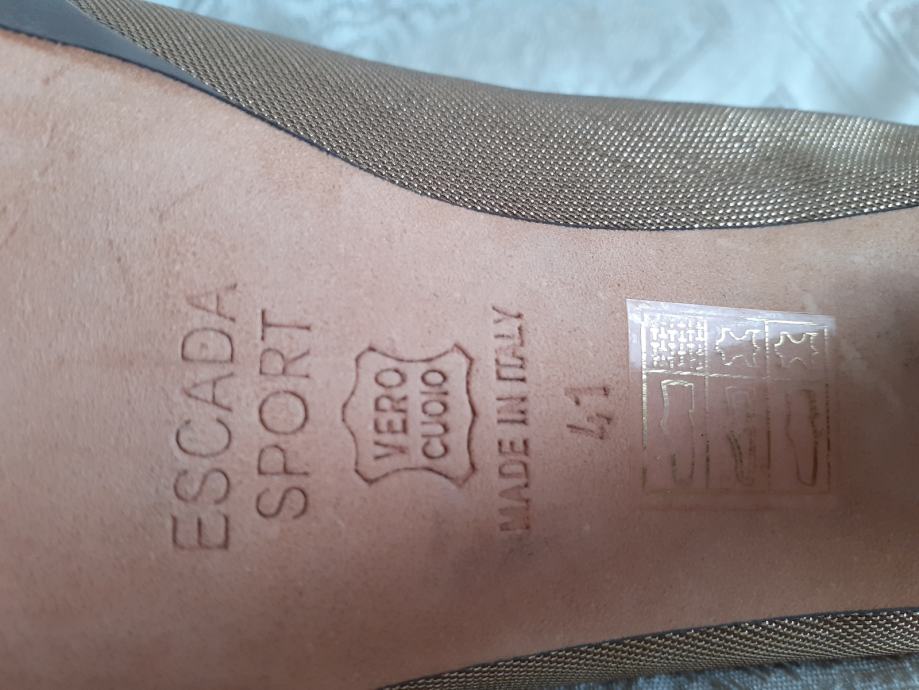 ESCADA
SPORT
VERO
CUOIO
MADE IN ITALY
41